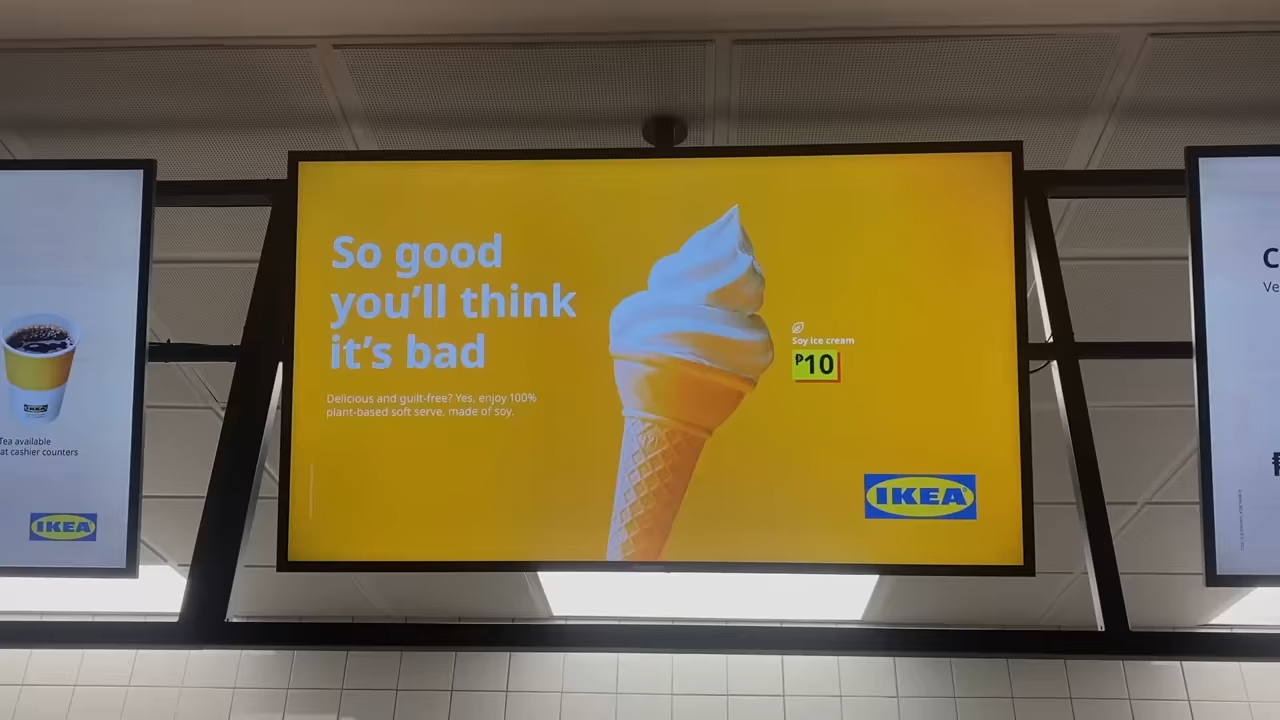 So good
you'll think
it's bad
Delicious and guilt-free? Yes, enjoy 100%
plant-based soft serve, made of soy.
Soy ice cream
₱10
IKEA
IKEA
Tea available
at cashier counters
IKEA
C
Ve
₱